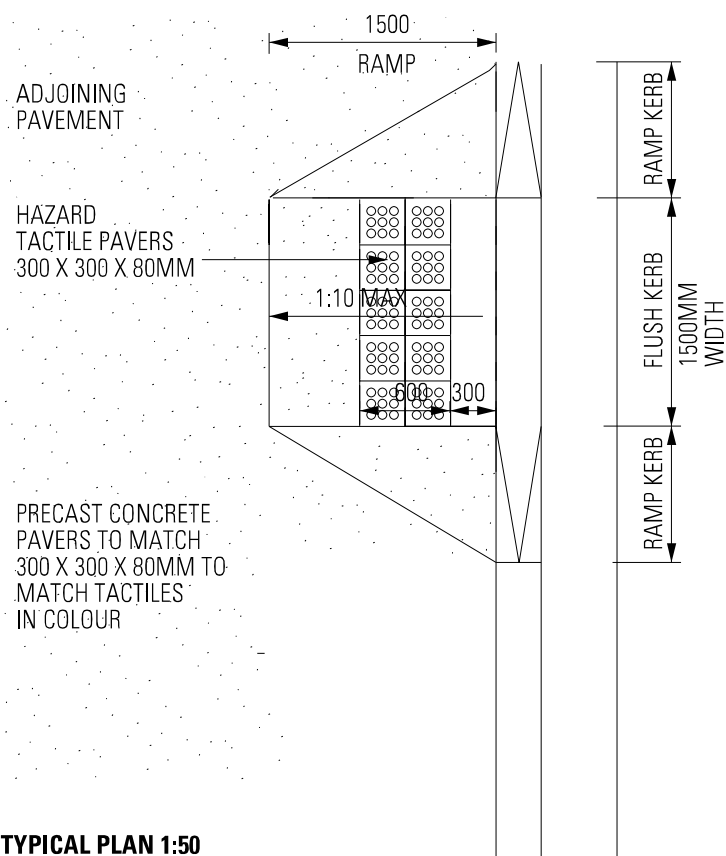 1500
RAMP
ADJOINING
PAVEMENT
RAMP KERB
HAZARD
TACTILE PAVERS
300 X 300 X 80MM
1:10 MAX
FLUSH KERB
1500MM
WIDTH
600
300
RAMP KERB
PRECAST CONCRETE
PAVERS TO MATCH
300 X 300 X 80MM TO
MATCH TACTILES
IN COLOUR
TYPICAL PLAN 1:50